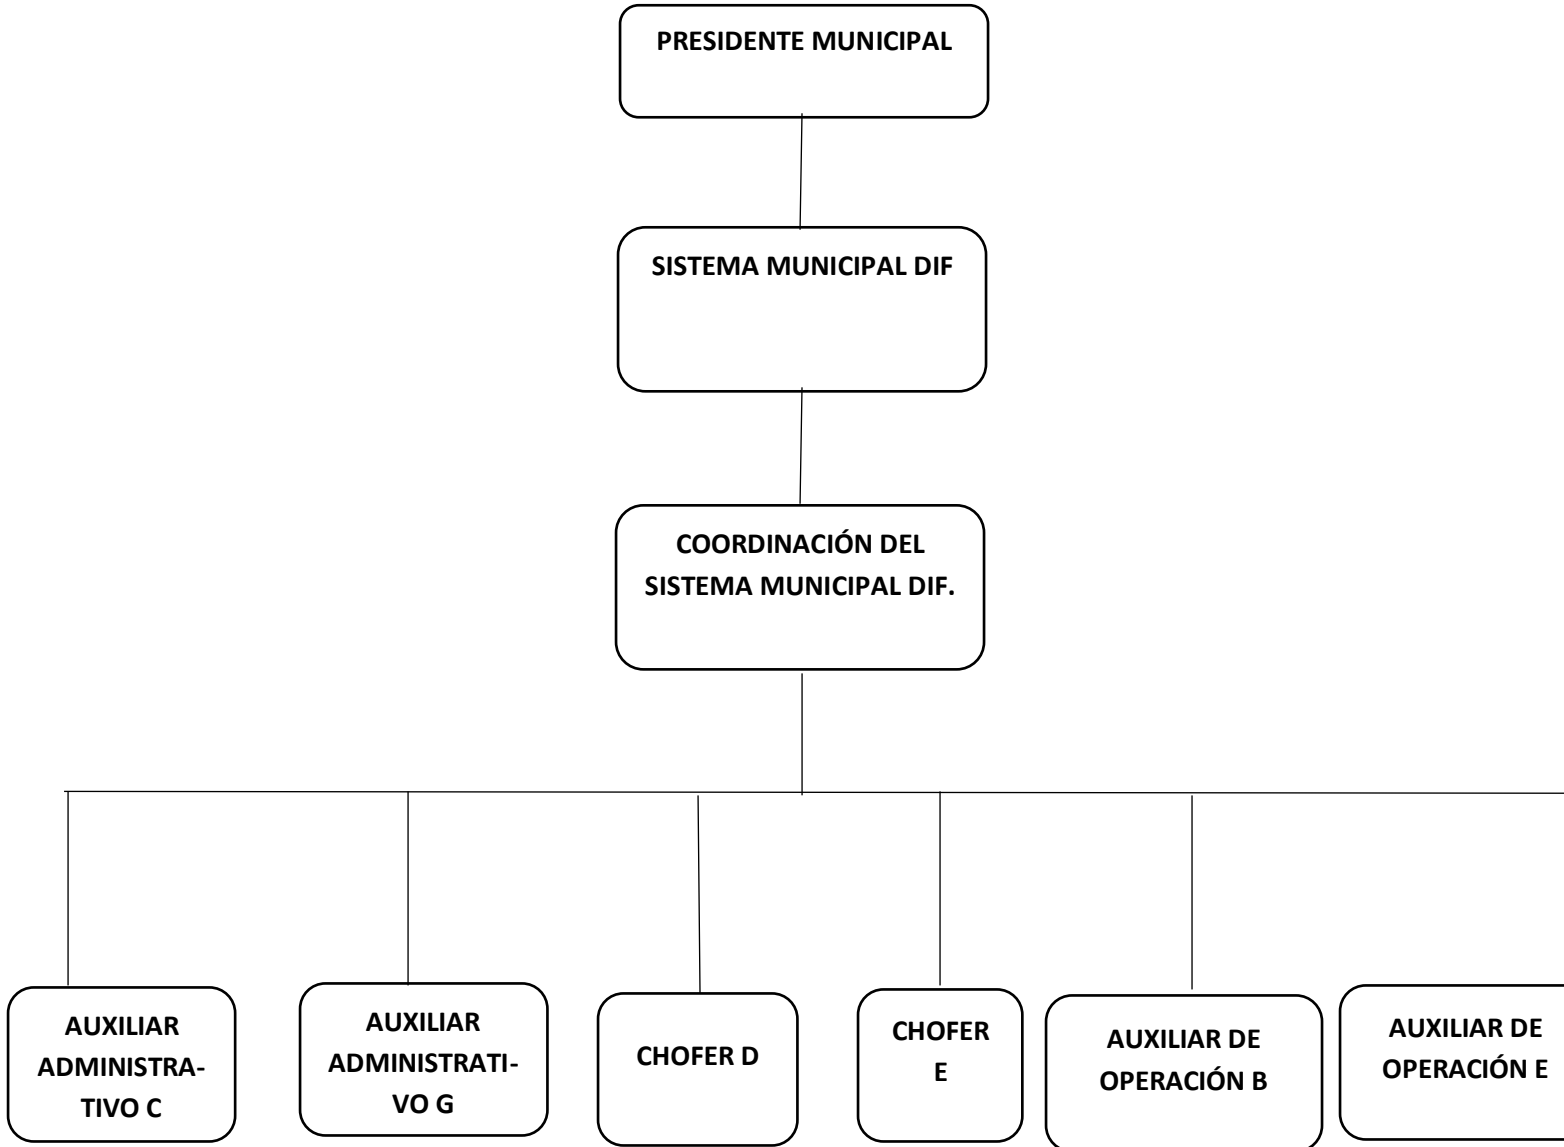 PRESIDENTE MUNICIPAL
SISTEMA MUNICIPAL DIF
COORDINACIÓN DEL
SISTEMA MUNICIPAL DIF.
AUXILIAR
ADMINISTRA-
TIVO C
AUXILIAR
ADMINISTRATI-
VO G
CHOFER D
CHOFER
E
AUXILIAR DE
OPERACIÓN B
AUXILIAR DE
OPERACIÓN E